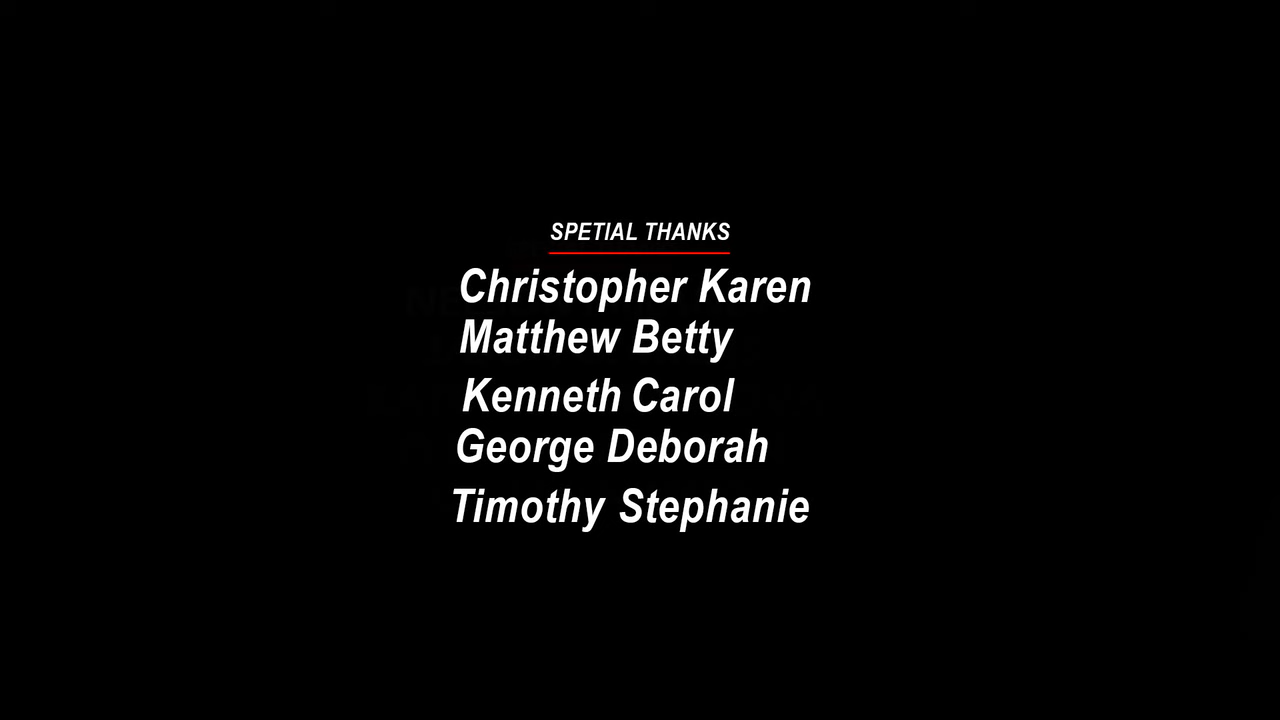 SPETIAL THANKS
Christopher Karen
Matthew Betty
Kenneth Carol
George Deborah
Timothy Stephanie